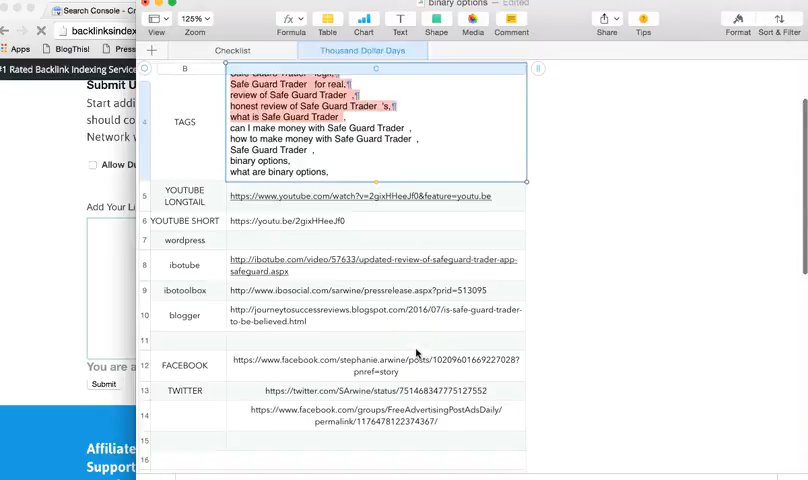 binary options — Edited
Search Console - C
backlinksindex
Apps
BlogThis!
Press
#1 Rated Backlink Indexing Service
Submit U
Start addi
should co
Network w
Allow Du
Add Your Li
You are a
Submit
Affiliate
Support
View
125%
Zoom
Formula
Table
Chart
Text
Shape
Media
Comment
Share
Tips
Format
Sort & Filter
Checklist
Thousand Dollar Days
B
C
Safe Guard Trader legit,¶
Safe Guard Trader for real,¶
review of Safe Guard Trader ,¶
honest review of Safe Guard Trader 's,¶
what is Safe Guard Trader ,
can I make money with Safe Guard Trader ,
how to make money with Safe Guard Trader ,
Safe Guard Trader ,
binary options,
what are binary options,
4
TAGS
5
YOUTUBE
LONGTAIL
https://www.youtube.com/watch?v=2gixHHeeJf0&feature=youtu.be
6
YOUTUBE SHORT
https://youtu.be/2gixHHeeJf0
7
wordpress
8
ibotube
http://ibotube.com/video/57633/updated-review-of-safeguard-trader-app-
safeguard.aspx
9
ibotoolbox
http://www.ibosocial.com/sarwine/pressrelease.aspx?prid=513095
10
blogger
http://journeytosuccessreviews.blogspot.com/2016/07/is-safe-guard-trader-
to-be-believed.html
11
12
FACEBOOK
https://www.facebook.com/stephanie.arwine/posts/10209601669227028?
pnref=story
13
TWITTER
https://twitter.com/SArwine/status/751468347775127552
14
https://www.facebook.com/groups/FreeAdvertisingPostAdsDaily/
permalink/1176478122374367/
15
16